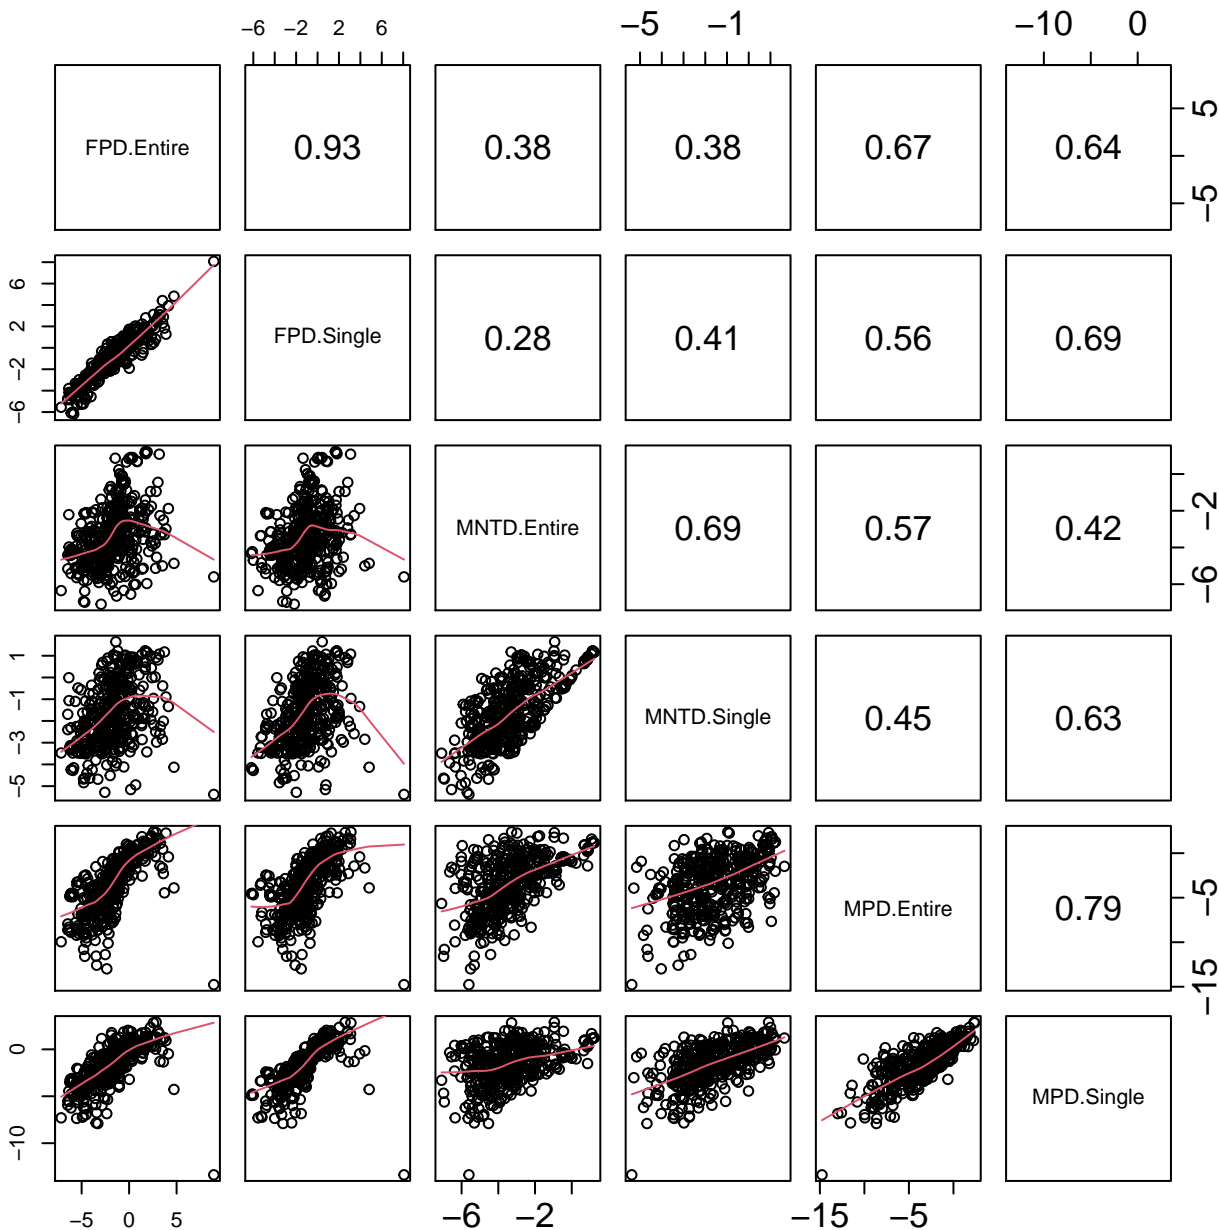 −6 −2 2 6 −5 −1 −10 0
FPD.Entire 0.93 0.38 0.38 0.67 0.64 −5 5
−6 −2 2 6 FPD.Single 0.28 0.41 0.56 0.69
MNTD.Entire 0.69 0.57 0.42 −6 −2
−5 −3 −1 1 MNTD.Single 0.45 0.63
MPD.Entire 0.79 −15 −5
−10 0 MPD.Single
−5 0 5 −6 −2 −15 −5